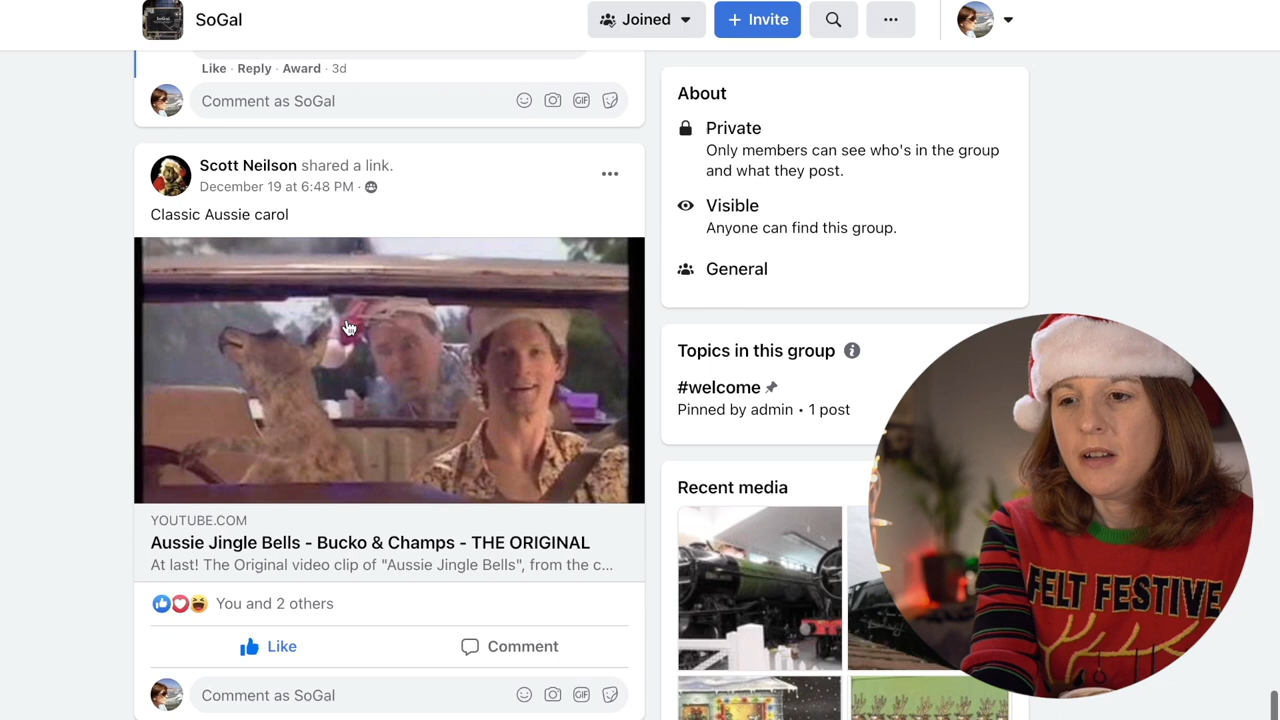 SoGal
Joined
+ Invite
Like · Reply · Award · 3d
Comment as SoGal
GIF
Scott Neilson shared a link.
December 19 at 6:48 PM ·
Classic Aussie carol
YOUTUBE.COM
Aussie Jingle Bells - Bucko & Champs - THE ORIGINAL
At last! The Original video clip of "Aussie Jingle Bells", from the c...
You and 2 others
Like
Comment
Comment as SoGal
GIF
About
Private
Only members can see who's in the group
and what they post.
Visible
Anyone can find this group.
General
Topics in this group
#welcome
Pinned by admin • 1 post
Recent media
FELT FESTIVE